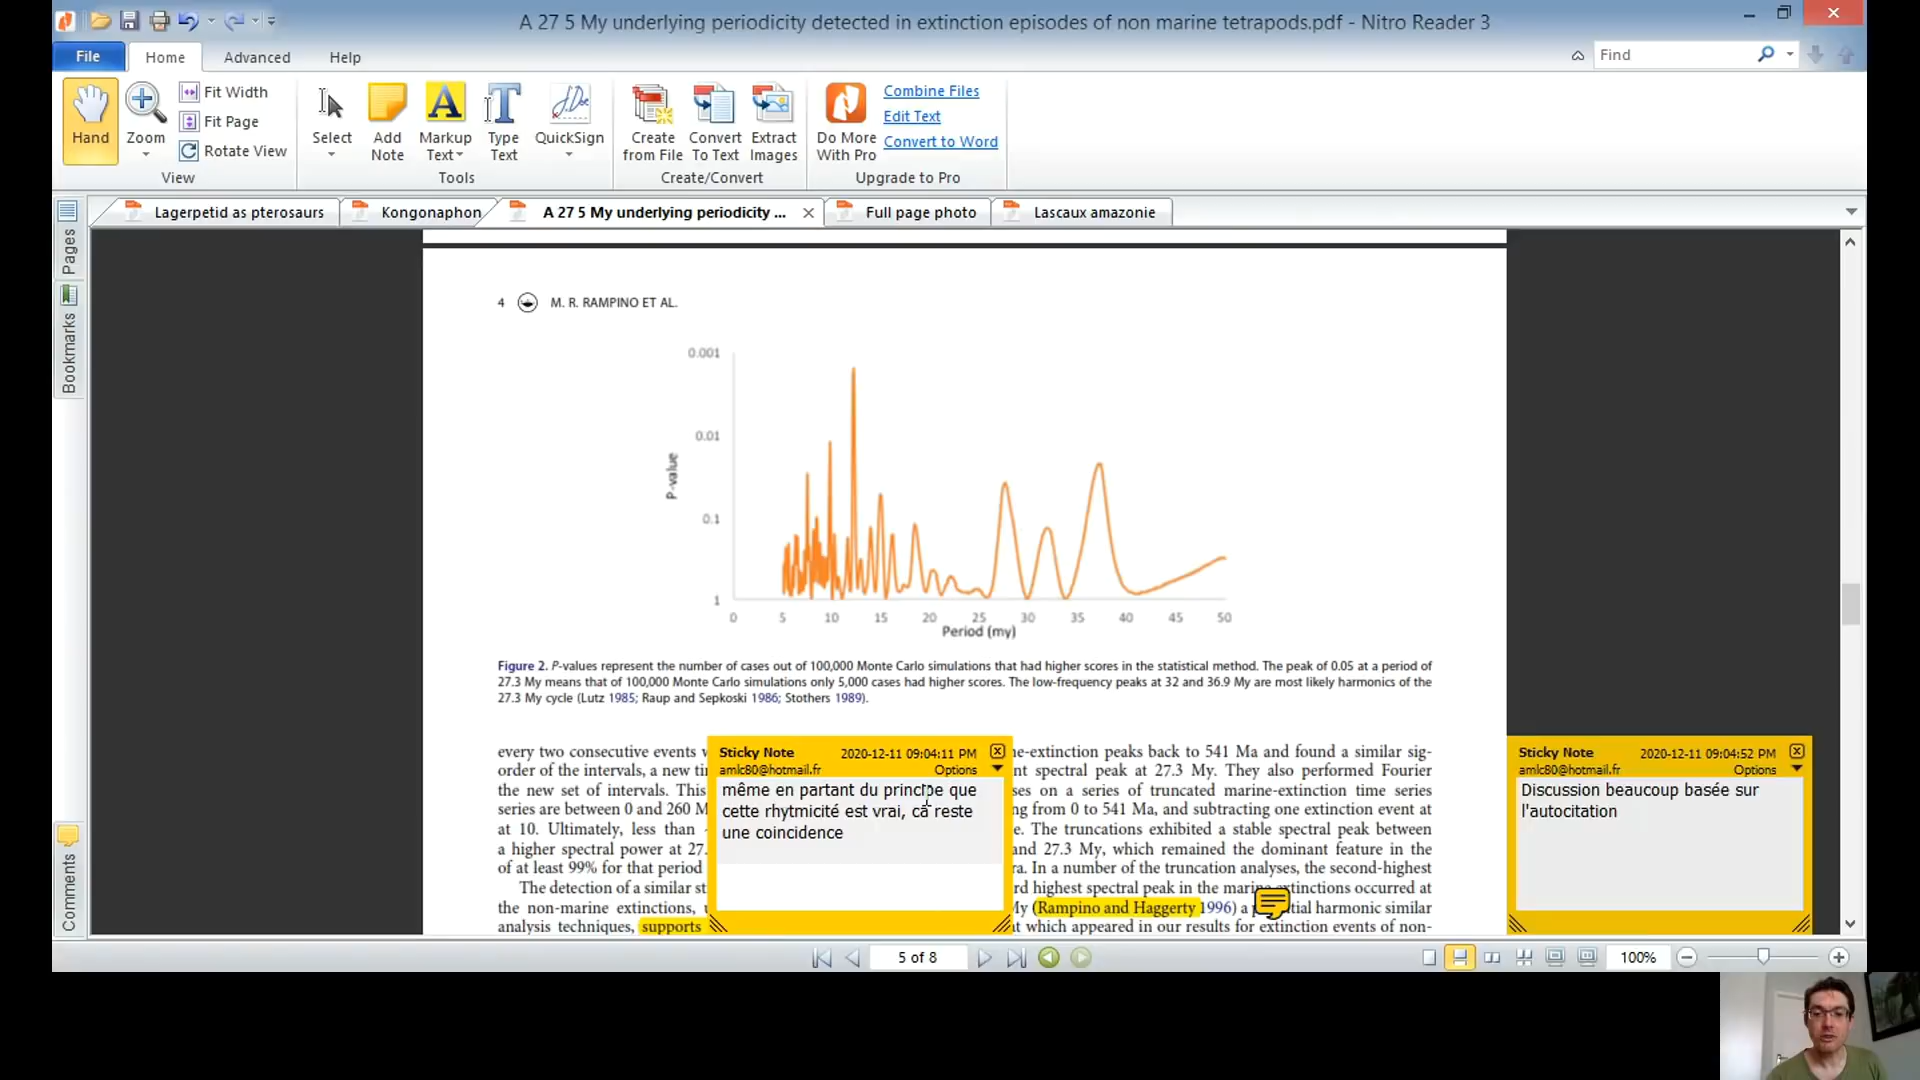 A 27 5 My underlying periodicity detected in extinction episodes of non marine tetrapods.pdf - Nitro Reader 3
File
Home
Advanced
Help
Find
Hand
Zoom
Fit Width
Fit Page
Rotate View
View
Select
Add Note
Markup Text
Type Text
QuickSign
Tools
Create from File
Convert To Text
Extract Images
Create/Convert
Do More With Pro
Combine Files
Edit Text
Convert to Word
Upgrade to Pro
Lagerpetid as pterosaurs
Kongonaphon
A 27 5 My underlying periodicity ...
Full page photo
Lascaux amazonie
Pages
Bookmarks
Comments
4 M. R. RAMPINO ET AL.
P-value
0.001
0.01
0.1
1
0 5 10 15 20 25 30 35 40 45 50
Period (my)
Figure 2. P-values represent the number of cases out of 100,000 Monte Carlo simulations that had higher scores in the statistical method. The peak of 0.05 at a period of
27.3 My means that of 100,000 Monte Carlo simulations only 5,000 cases had higher scores. The low-frequency peaks at 32 and 36.9 My are most likely harmonics of the
27.3 My cycle (Lutz 1985; Raup and Sepkoski 1986; Stothers 1989).
every two consecutive events
order of the intervals, a new
the new set of intervals. This
series are between 0 and 260
at 10. Ultimately, less than
a higher spectral power at 27.
of at least 99% for that period
The detection of a similar
the non-marine extinctions,
analysis techniques, supports
Sticky Note 2020-12-11 09:04:11 PM
amlc80@hotmail.fr Options
même en partant du principe que
cette rhytmicité est vrai, ca reste
une coincidence
ne-extinction peaks back to 541 Ma and found a similar sig-
nt spectral peak at 27.3 My. They also performed Fourier
ses on a series of truncated marine-extinction time series
ng from 0 to 541 Ma, and subtracting one extinction event at
e. The truncations exhibited a stable spectral peak between
and 27.3 My, which remained the dominant feature in the
ra. In a number of the truncation analyses, the second-highest
rd highest spectral peak in the marine extinctions occurred at
My (Rampino and Haggerty 1996) a potential harmonic similar
which appeared in our results for extinction events of non-
Sticky Note 2020-12-11 09:04:52 PM
amlc80@hotmail.fr Options
Discussion beaucoup basée sur
l'autocitation
5 of 8
100%